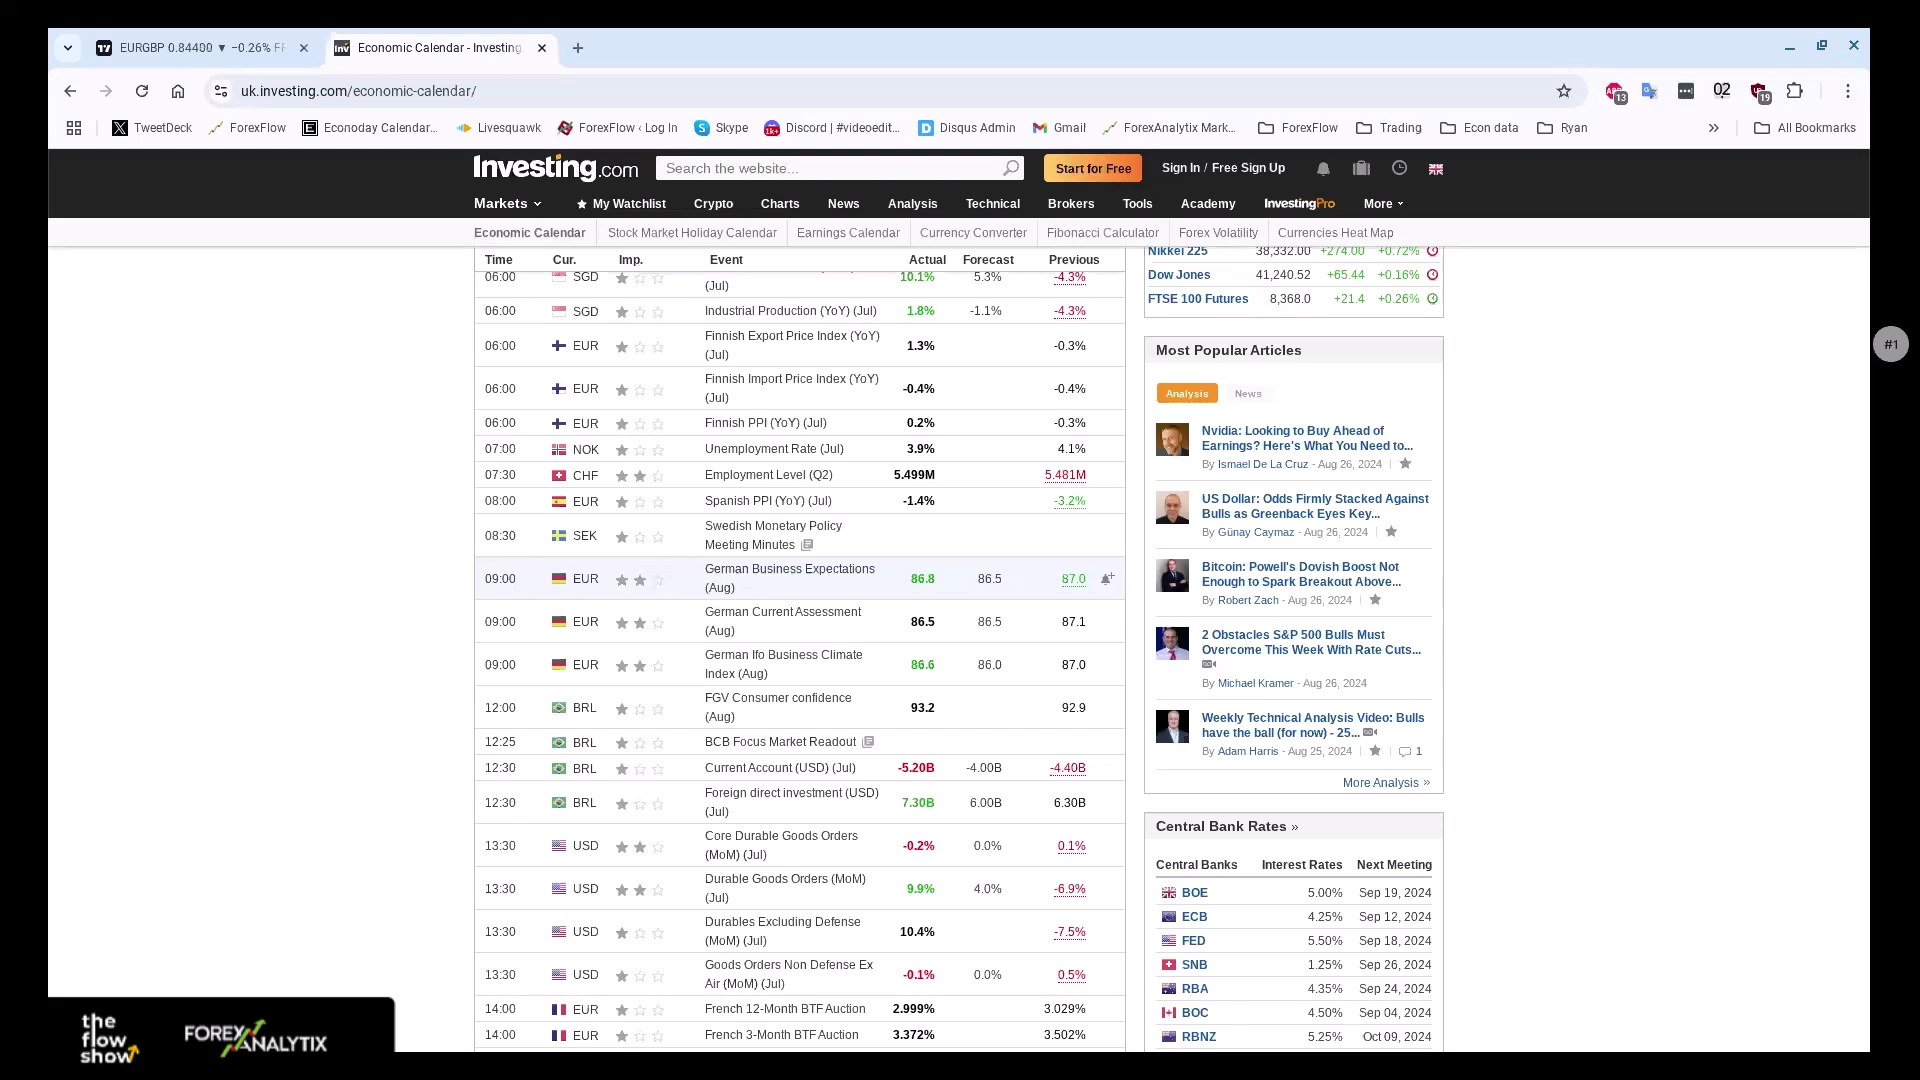 EURGBP 0.84400 ▼ −0.26%
Economic Calendar - Investing.
uk.investing.com/economic-calendar/
13
02
19
TweetDeck
ForexFlow
Econoday Calendar...
Livesquawk
ForexFlow ‹ Log In
Skype
Discord | #videoedit...
Disqus Admin
Gmail
ForexAnalytix Mark...
ForexFlow
Trading
Econ data
Ryan
All Bookmarks
Investing.com
Search the website...
Start for Free
Sign In / Free Sign Up
Markets
My Watchlist
Crypto
Charts
News
Analysis
Technical
Brokers
Tools
Academy
InvestingPro
More
Economic Calendar
Stock Market Holiday Calendar
Earnings Calendar
Currency Converter
Fibonacci Calculator
Forex Volatility
Currencies Heat Map
Time Cur. Imp. Event Actual Forecast Previous
06:00 SGD 10.1% 5.3% -4.3%
(Jul)
06:00 SGD Industrial Production (YoY) (Jul) 1.8% -1.1% -4.3%
06:00 EUR Finnish Export Price Index (YoY) 1.3% -0.3%
(Jul)
06:00 EUR Finnish Import Price Index (YoY) -0.4% -0.4%
(Jul)
06:00 EUR Finnish PPI (YoY) (Jul) 0.2% -0.3%
07:00 NOK Unemployment Rate (Jul) 3.9% 4.1%
07:30 CHF Employment Level (Q2) 5.499M 5.481M
08:00 EUR Spanish PPI (YoY) (Jul) -1.4% -3.2%
08:30 SEK Swedish Monetary Policy
Meeting Minutes
09:00 EUR German Business Expectations 86.8 86.5 87.0
(Aug)
09:00 EUR German Current Assessment 86.5 86.5 87.1
(Aug)
09:00 EUR German Ifo Business Climate 86.6 86.0 87.0
Index (Aug)
12:00 BRL FGV Consumer confidence 93.2 92.9
(Aug)
12:25 BRL BCB Focus Market Readout
12:30 BRL Current Account (USD) (Jul) -5.20B -4.00B -4.40B
12:30 BRL Foreign direct investment (USD) 7.30B 6.00B 6.30B
(Jul)
13:30 USD Core Durable Goods Orders -0.2% 0.0% 0.1%
(MoM) (Jul)
13:30 USD Durable Goods Orders (MoM) 9.9% 4.0% -6.9%
(Jul)
13:30 USD Durables Excluding Defense 10.4% -7.5%
(MoM) (Jul)
13:30 USD Goods Orders Non Defense Ex -0.1% 0.0% 0.5%
Air (MoM) (Jul)
14:00 EUR French 12-Month BTF Auction 2.999% 3.029%
14:00 EUR French 3-Month BTF Auction 3.372% 3.502%
Nikkei 225 38,332.00 +274.00 +0.72%
Dow Jones 41,240.52 +65.44 +0.16%
FTSE 100 Futures 8,368.0 +21.4 +0.26%
Most Popular Articles
Analysis News
Nvidia: Looking to Buy Ahead of
Earnings? Here's What You Need to...
By Ismael De La Cruz - Aug 26, 2024
US Dollar: Odds Firmly Stacked Against
Bulls as Greenback Eyes Key...
By Günay Caymaz - Aug 26, 2024
Bitcoin: Powell's Dovish Boost Not
Enough to Spark Breakout Above...
By Robert Zach - Aug 26, 2024
2 Obstacles S&P 500 Bulls Must
Overcome This Week With Rate Cuts...
By Michael Kramer - Aug 26, 2024
Weekly Technical Analysis Video: Bulls
have the ball (for now) - 25...
By Adam Harris - Aug 25, 2024 1
More Analysis »
Central Bank Rates »
Central Banks Interest Rates Next Meeting
BOE 5.00% Sep 19, 2024
ECB 4.25% Sep 12, 2024
FED 5.50% Sep 18, 2024
SNB 1.25% Sep 26, 2024
RBA 4.35% Sep 24, 2024
BOC 4.50% Sep 04, 2024
RBNZ 5.25% Oct 09, 2024
#1
the
flow
show
FOREX ANALYTIX